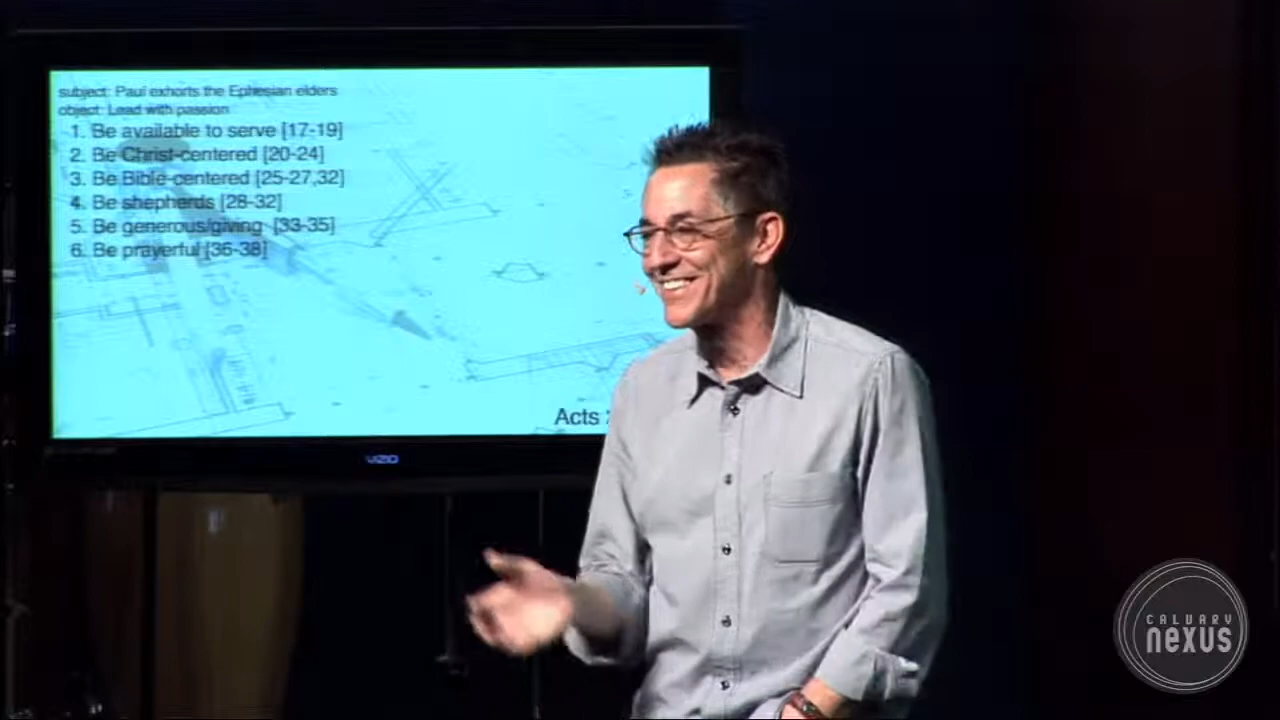 subject: Paul exhorts the Ephesian elders
object: Lead with passion
1. Be available to serve [17-19]
2. Be Christ-centered [20-24]
3. Be Bible-centered [25-27,32]
4. Be shepherds [28-32]
5. Be generous/giving [33-35]
6. Be prayerful [36-38]
Acts
VIZIO
CALVARY
nexus